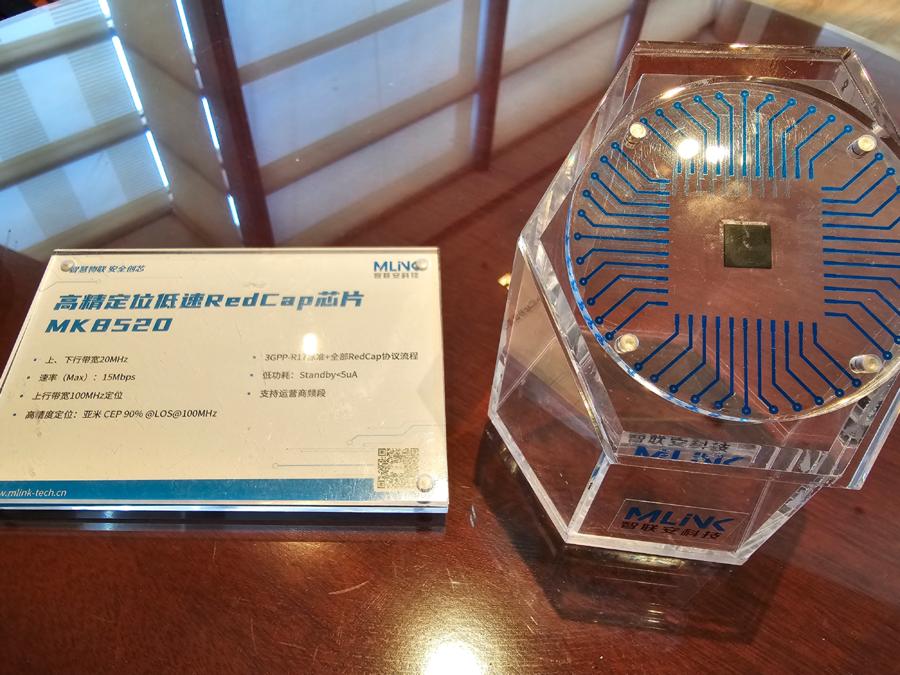 智慧物联 安全创芯
MLiNK
智联安科技
高精定位低速RedCap芯片
MK8520
上、下行带宽20MHz
速率（Max）：15Mbps
上行带宽100MHz定位
高精度定位：亚米 CEP 90% @LOS@100MHz
3GPP-R17标准+全部RedCap协议流程
低功耗：Standby<5uA
支持运营商频段
w.mlink-tech.cn
智联安科技
MLiNK
MLiNK
智联安科技